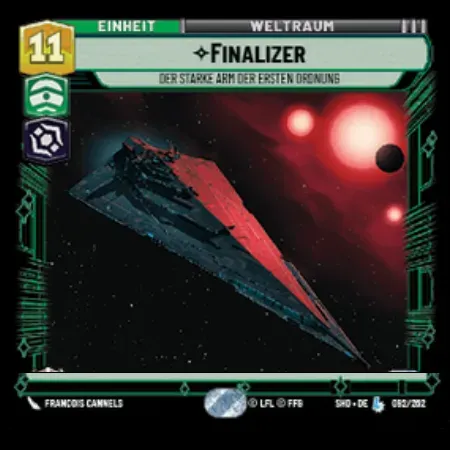 EINHEIT WELTRAUM
11
✧FINALIZER
DER STARKE ARM DER ERSTEN ORDNUNG
FRANCOIS CANNELS © LFL © FFG SHD • DE 092/262